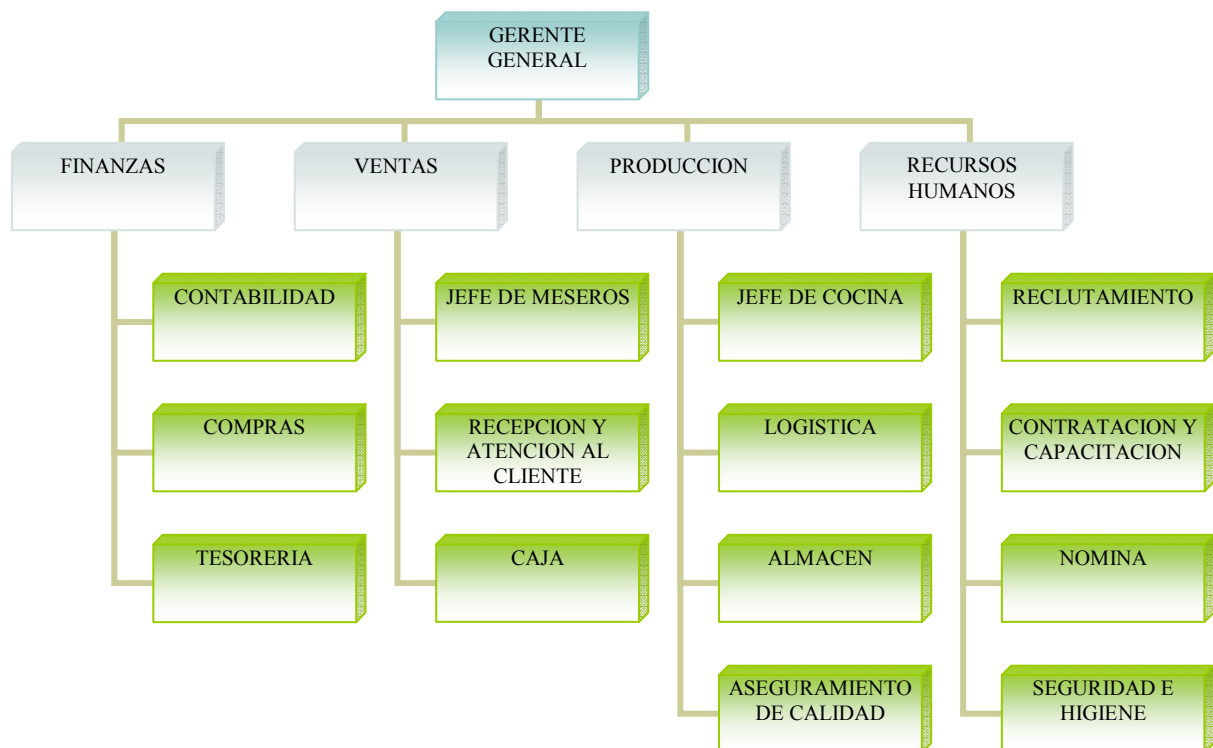 GERENTE
GENERAL
FINANZAS
VENTAS
PRODUCCION
RECURSOS
HUMANOS
CONTABILIDAD
JEFE DE MESEROS
JEFE DE COCINA
RECLUTAMIENTO
COMPRAS
RECEPCION Y
ATENCION AL
CLIENTE
LOGISTICA
CONTRATACION Y
CAPACITACION
TESORERIA
CAJA
ALMACEN
NOMINA
ASEGURAMIENTO
DE CALIDAD
SEGURIDAD E
HIGIENE